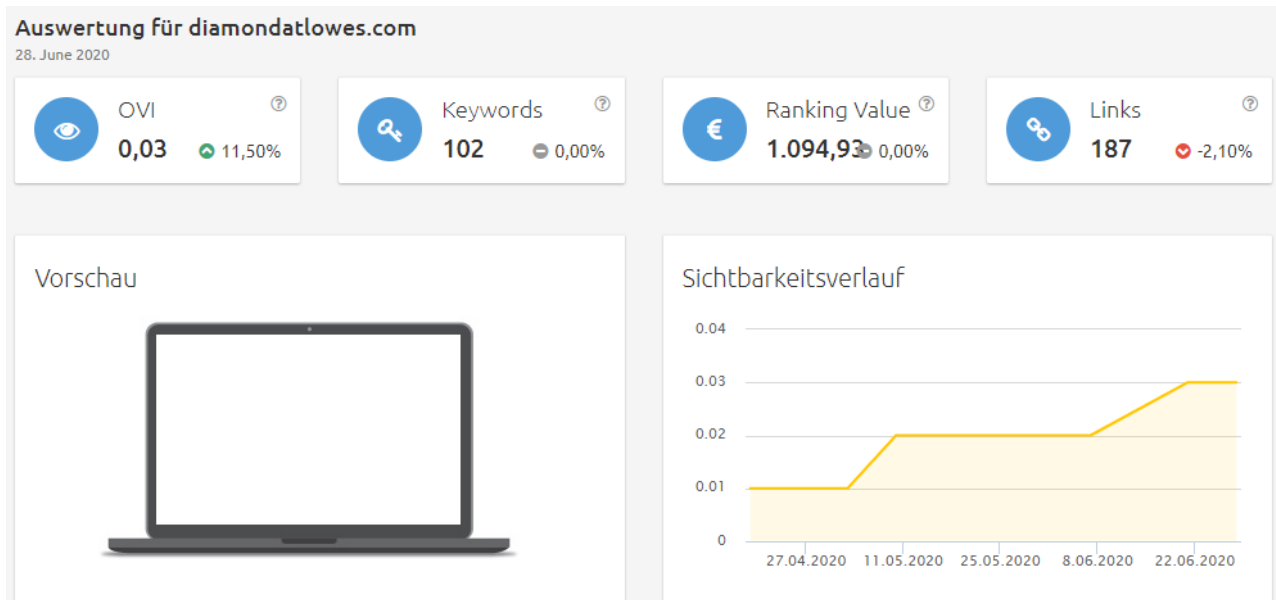 Auswertung für diamondatlowes.com
28. June 2020
OVI
0,03 11,50%
Keywords
102 0,00%
Ranking Value
€ 1.094,93 0,00%
Links
187 -2,10%
Vorschau
Sichtbarkeitsverlauf
0.04
0.03
0.02
0.01
0
27.04.2020 11.05.2020 25.05.2020 8.06.2020 22.06.2020